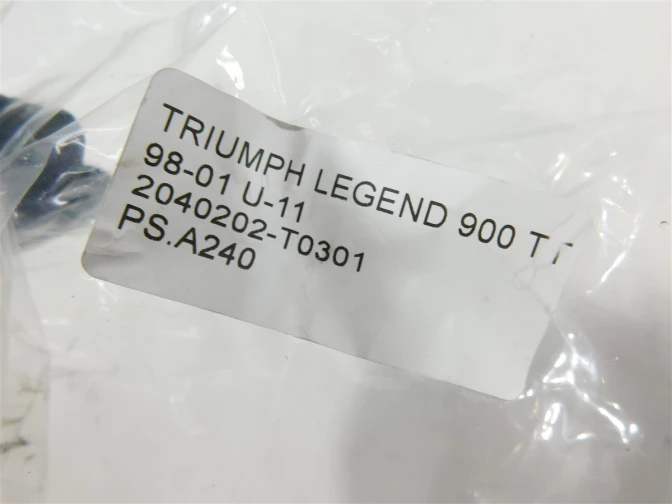 TRIUMPH LEGEND 900 TT
98-01 U-11
2040202-T0301
PS.A240